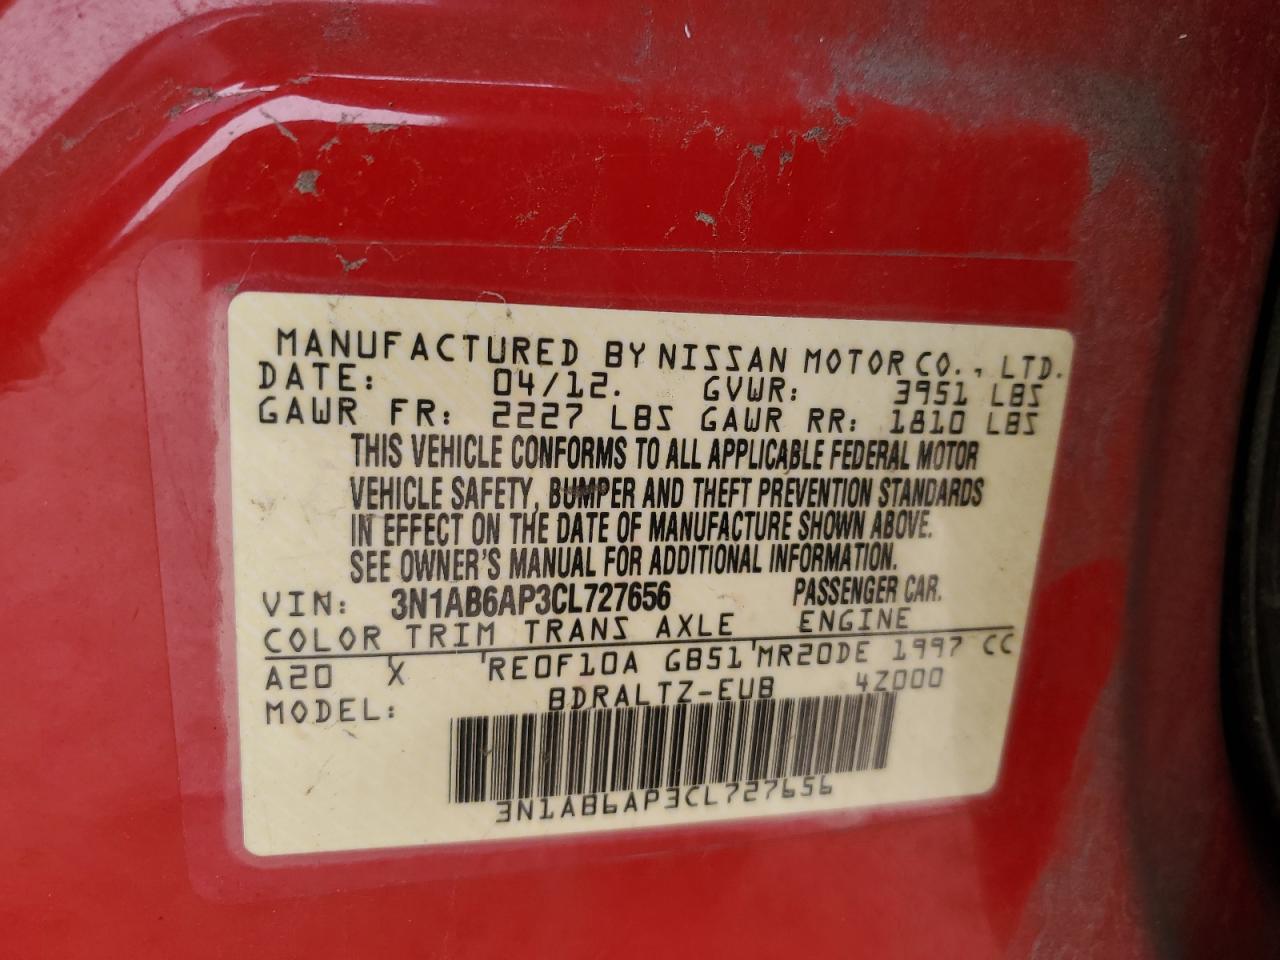 MANUFACTURED BY NISSAN MOTOR CO., LTD.
DATE: 04/12. GVWR: 3951 LBS
GAWR FR: 2227 LBS GAWR RR: 1810 LBS
THIS VEHICLE CONFORMS TO ALL APPLICABLE FEDERAL MOTOR
VEHICLE SAFETY, BUMPER AND THEFT PREVENTION STANDARDS
IN EFFECT ON THE DATE OF MANUFACTURE SHOWN ABOVE.
SEE OWNER'S MANUAL FOR ADDITIONAL INFORMATION.
VIN: 3N1AB6AP3CL727656 PASSENGER CAR.
COLOR TRIM TRANS AXLE ENGINE
A20 X RE0F10A GB51 MR20DE 1997 CC
MODEL: BDRALTZ-EUB 4Z000
3N1AB6AP3CL727656